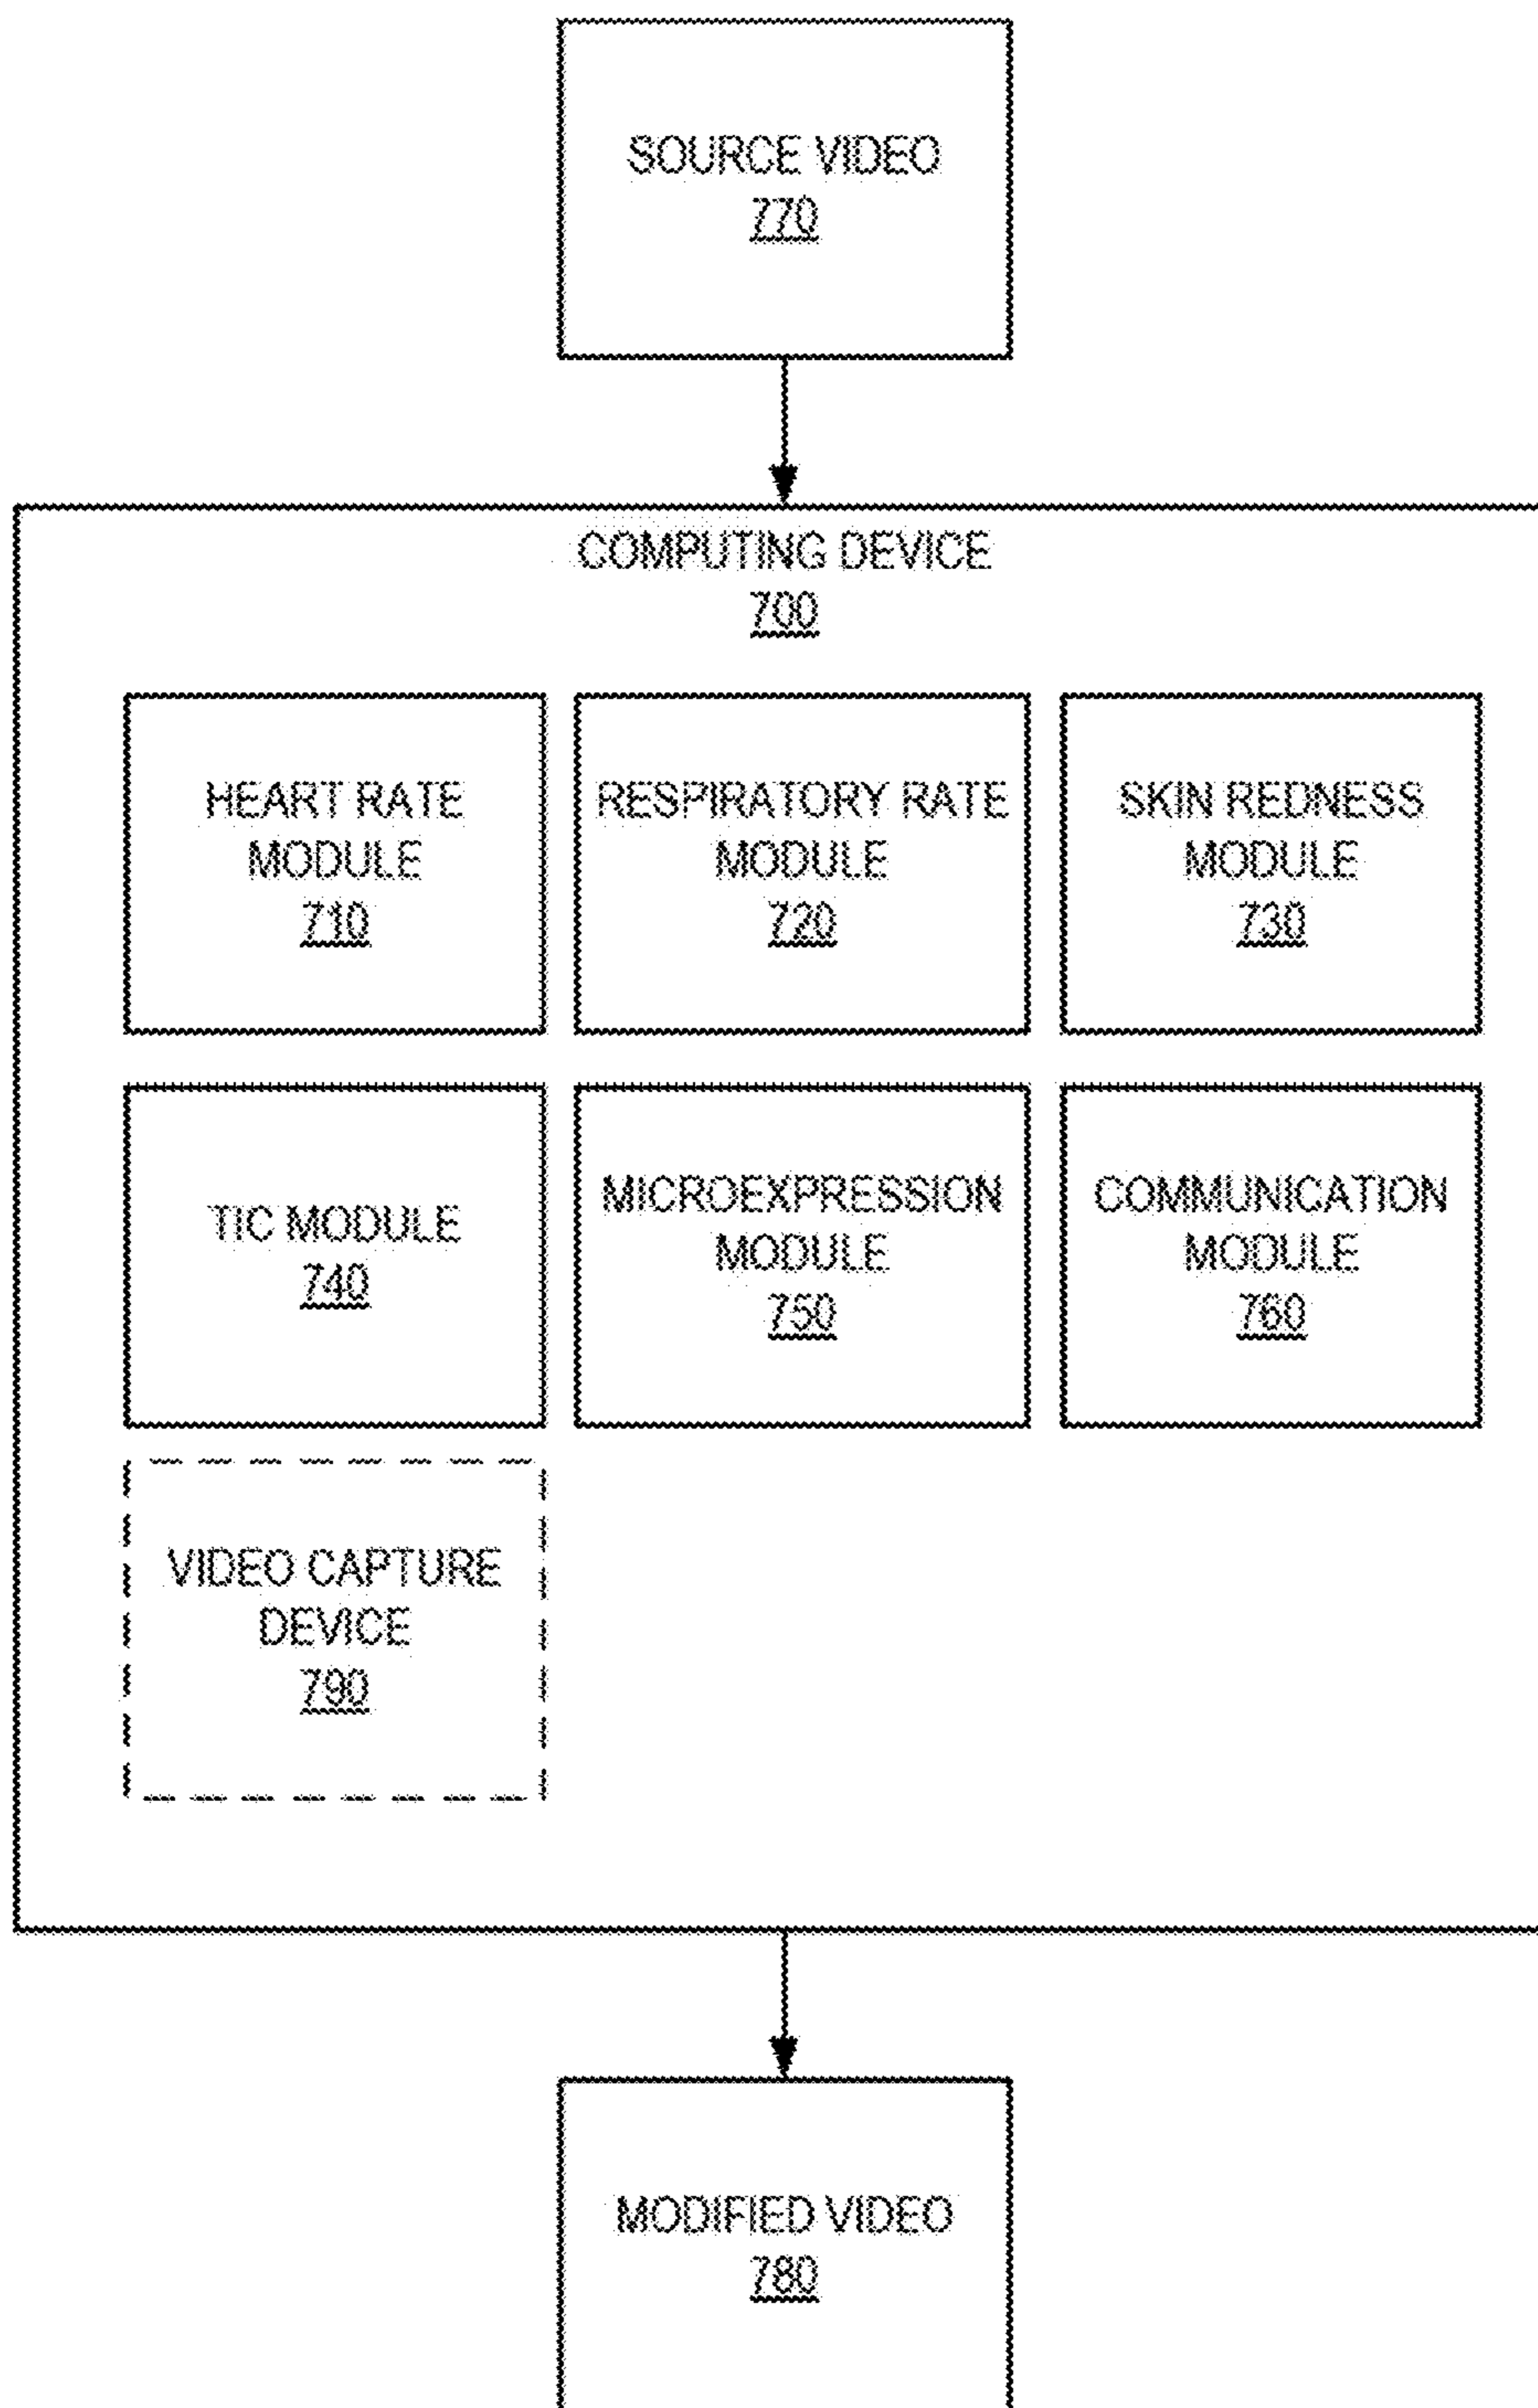 SOURCE VIDEO
770
COMPUTING DEVICE
700
HEART RATE
MODULE
710
RESPIRATORY RATE
MODULE
720
SKIN REDNESS
MODULE
730
TIC MODULE
740
MICROEXPRESSION
MODULE
750
COMMUNICATION
MODULE
760
VIDEO CAPTURE
DEVICE
790
MODIFIED VIDEO
780